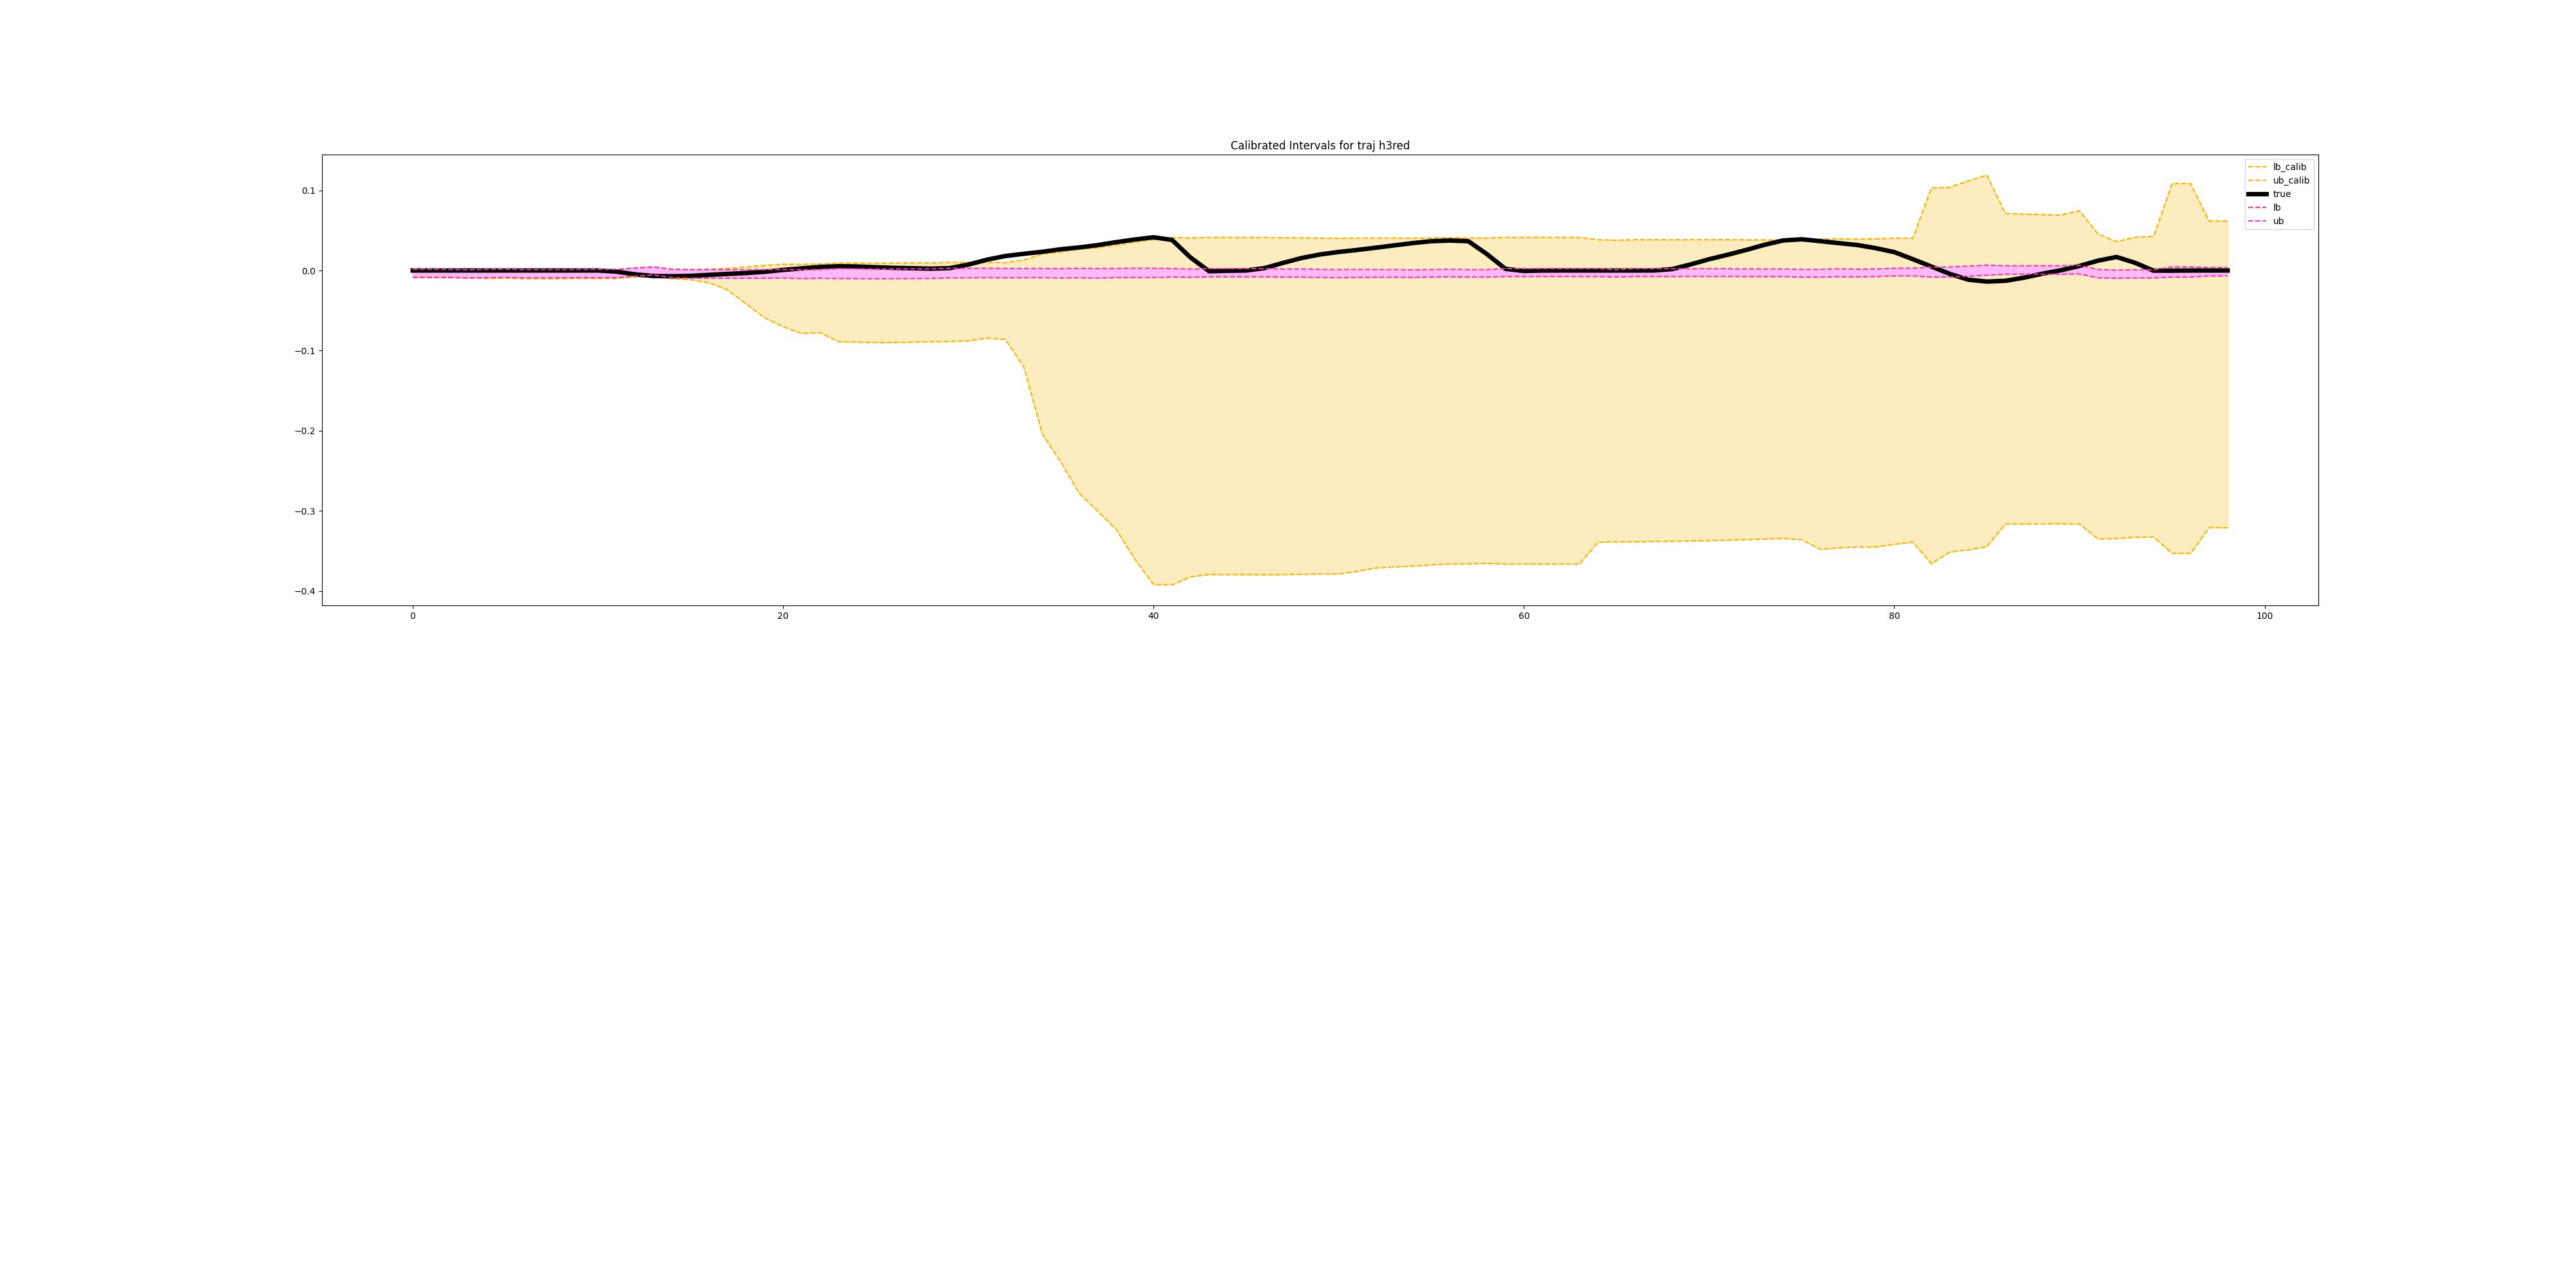 Calibrated Intervals for traj h3red
lb_calib
ub_calib
true
lb
ub
0.1
0.0
−0.1
−0.2
−0.3
−0.4
0 20 40 60 80 100